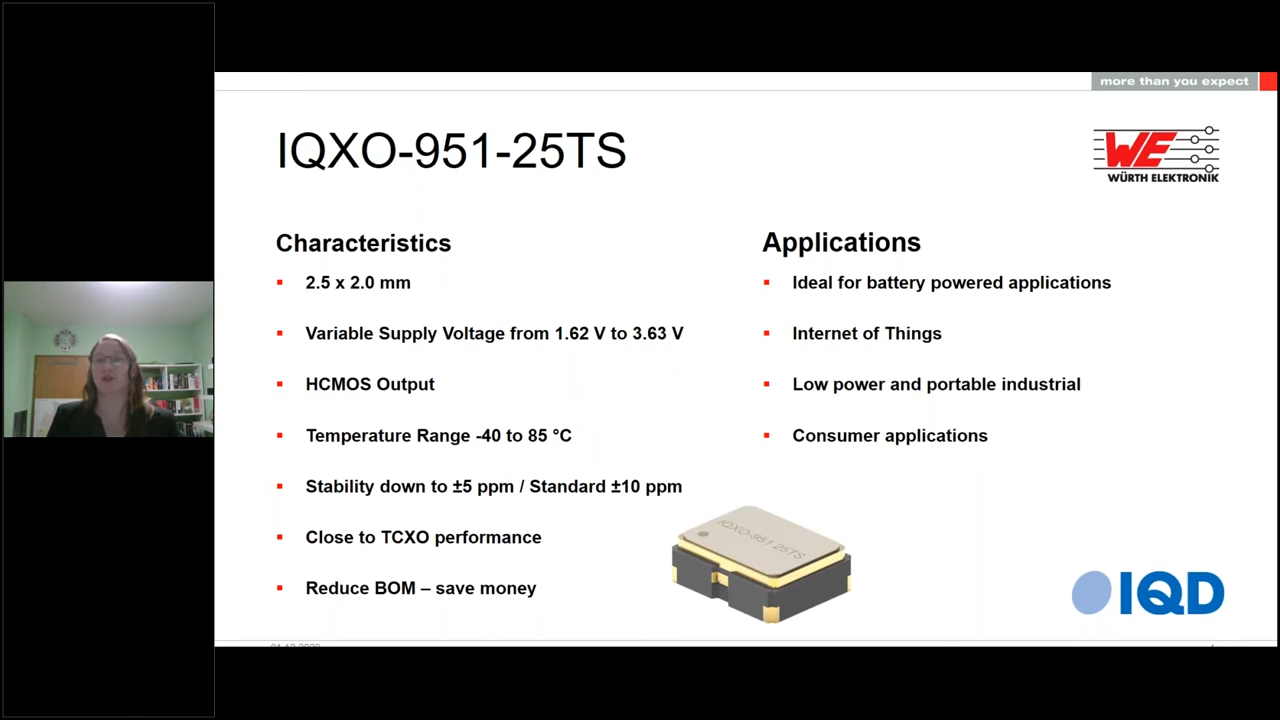 more than you expect
IQXO-951-25TS
WE
WÜRTH ELEKTRONIK
Characteristics
▪ 2.5 x 2.0 mm
▪ Variable Supply Voltage from 1.62 V to 3.63 V
▪ HCMOS Output
▪ Temperature Range -40 to 85 °C
▪ Stability down to ±5 ppm / Standard ±10 ppm
▪ Close to TCXO performance
▪ Reduce BOM – save money
Applications
▪ Ideal for battery powered applications
▪ Internet of Things
▪ Low power and portable industrial
▪ Consumer applications
IQXO-951-25TS
IQD